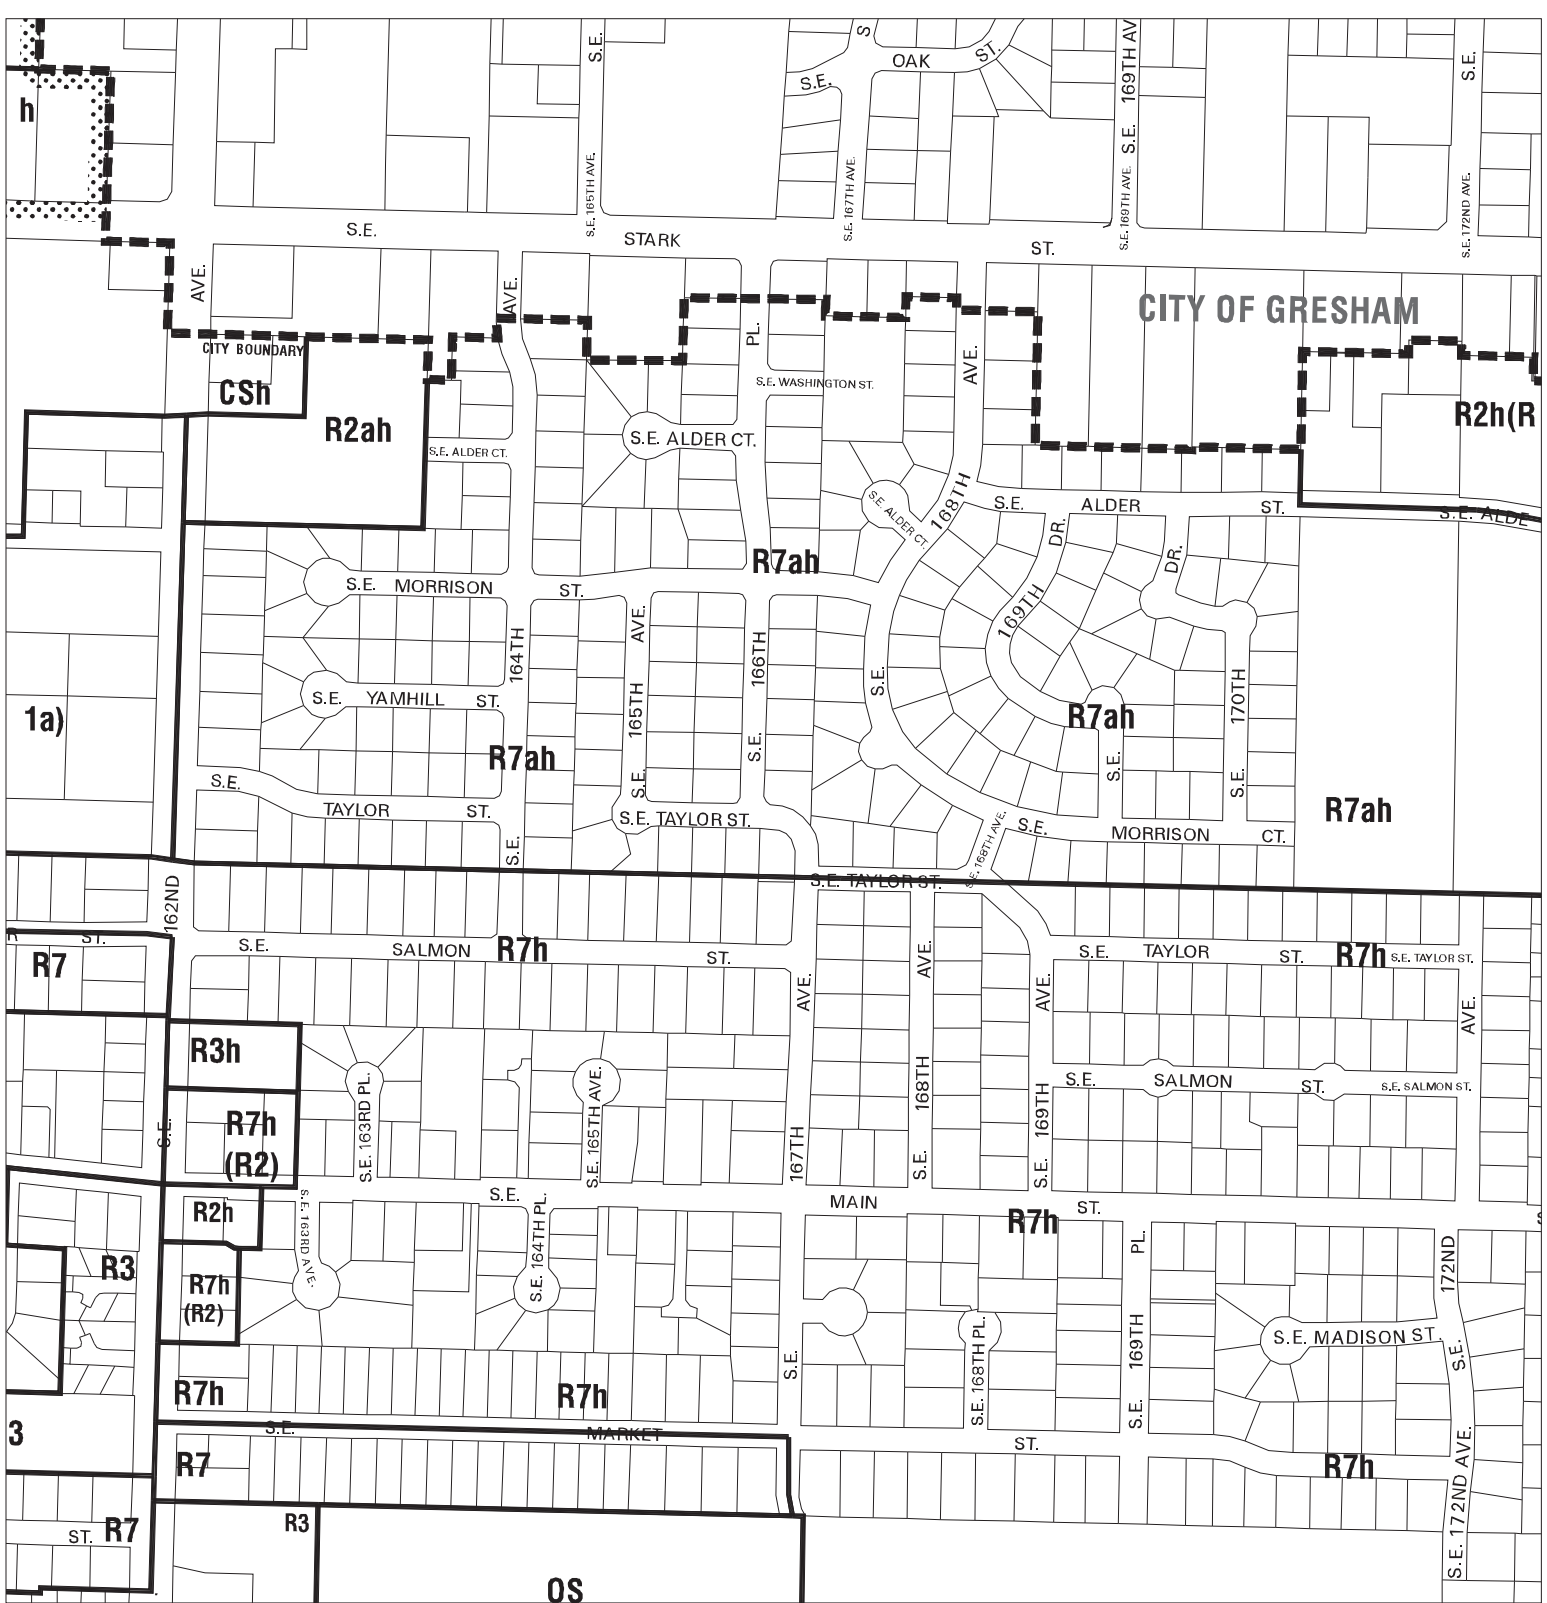 S.E.
S
OAK
ST.
S.E.
S.E. 169TH AV
S.E.
h
S.E. 165TH AVE.
S.E. 167TH AVE.
S.E. 169TH AVE.
S.E. 172ND AVE.
S.E.
STARK
ST.
AVE.
AVE.
CITY OF GRESHAM
PL.
AVE.
CITY BOUNDARY
CSh
S.E. WASHINGTON ST.
R2h(R
R2ah
S.E. ALDER CT.
S.E. ALDER CT.
S.E. ALDER CT.
168TH
S.E.
ALDER
ST.
S.E. ALDE
DR.
DR.
R7ah
S.E.
MORRISON
ST.
169TH
AVE.
164TH
166TH
165TH
S.E.
170TH
S.E.
YAMHILL
ST.
1a)
R7ah
R7ah
S.E.
S.E.
S.E.
S.E.
S.E.
R7ah
TAYLOR
ST.
S.E. TAYLOR ST.
S.E.
MORRISON
CT.
S.E.
S.E. 168TH AVE.
S.E. TAYLOR ST.
162ND
R
ST.
S.E.
SALMON
R7h
ST.
AVE.
S.E.
TAYLOR
ST.
R7h
S.E. TAYLOR ST.
R7
AVE.
AVE.
AVE.
R3h
S.E. 163RD PL.
S.E. 165TH AVE.
168TH
169TH
S.E.
SALMON
ST.
S.E. SALMON ST.
R7h
(R2)
S.E.
167TH
S.E.
S.E.
S.E.
MAIN
ST.
S
R2h
S.E. 163RD AVE.
S.E. 164TH PL.
R7h
PL.
172ND
R3
R7h
(R2)
S.E. 168TH PL.
169TH
S.E. MADISON ST.
S.E.
S.E.
R7h
R7h
S.E.
3
S.E.
MARKET
ST.
R7
R7h
S.E. 172ND AVE.
R3
R7
ST.
OS